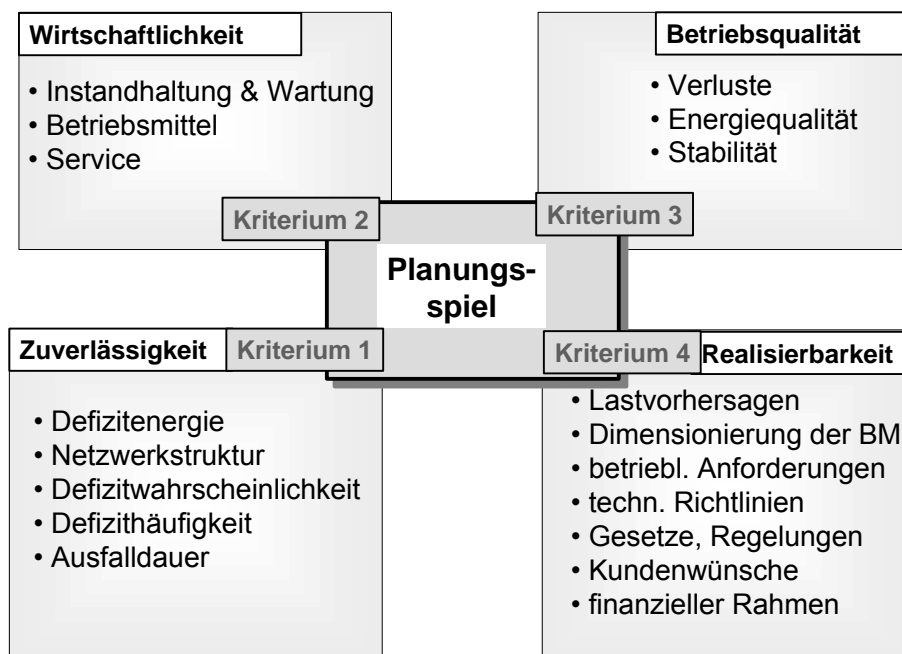 Wirtschaftlichkeit
• Instandhaltung & Wartung
• Betriebsmittel
• Service
Kriterium 2
Betriebsqualität
• Verluste
• Energiequalität
• Stabilität
Kriterium 3
Planungs-
spiel
Zuverlässigkeit
Kriterium 1
• Defizitenergie
• Netzwerkstruktur
• Defizitwahrscheinlichkeit
• Defizithäufigkeit
• Ausfalldauer
Kriterium 4
Realisierbarkeit
• Lastvorhersagen
• Dimensionierung der BM
• betriebl. Anforderungen
• techn. Richtlinien
• Gesetze, Regelungen
• Kundenwünsche
• finanzieller Rahmen